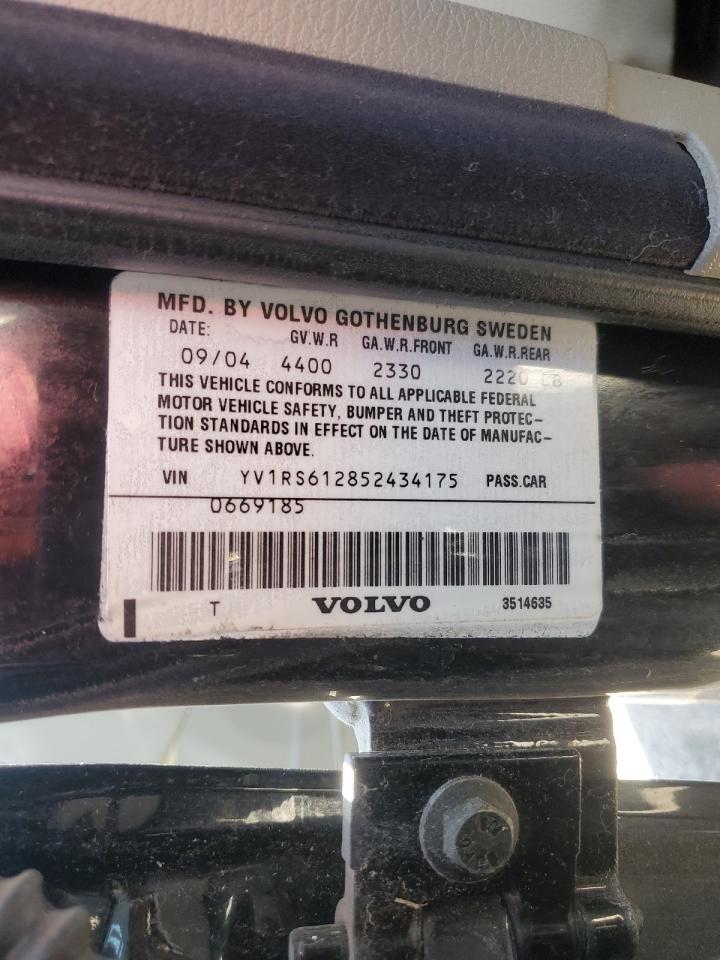 MFD. BY VOLVO GOTHENBURG SWEDEN
DATE: GV.W.R GA.W.R.FRONT GA.W.R.REAR
09/04 4400 2330 2220 LB
THIS VEHICLE CONFORMS TO ALL APPLICABLE FEDERAL
MOTOR VEHICLE SAFETY, BUMPER AND THEFT PROTEC-
TION STANDARDS IN EFFECT ON THE DATE OF MANUFAC-
TURE SHOWN ABOVE.
VIN YV1RS612852434175 PASS.CAR
0669185
T VOLVO 3514635